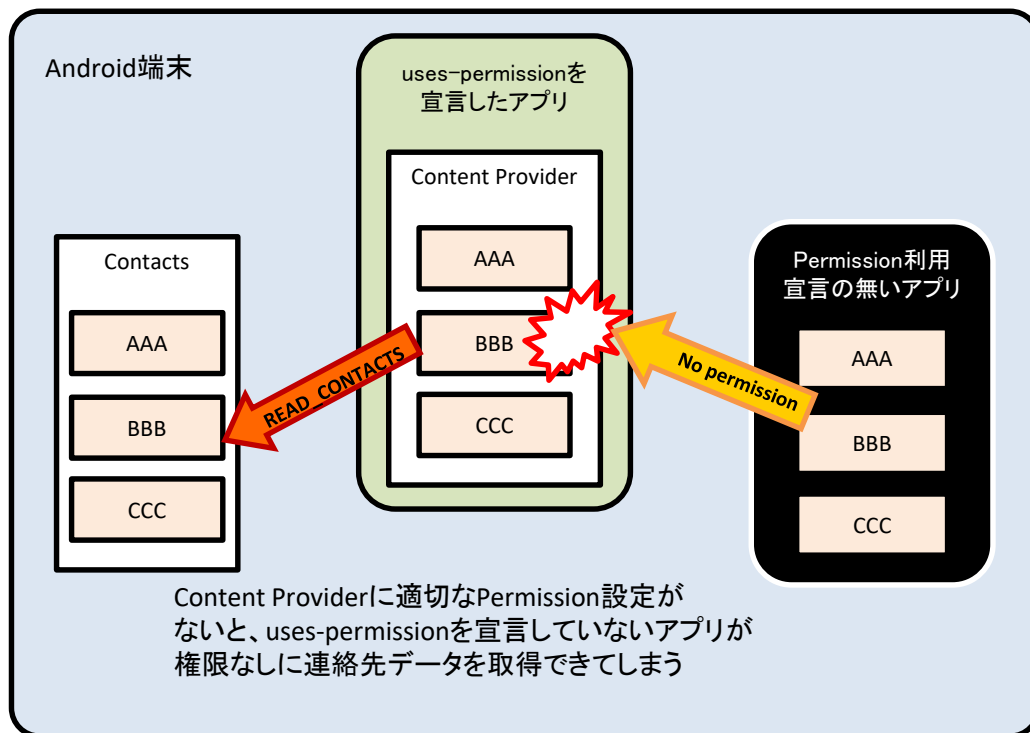 Android端末
uses-permissionを
宣言したアプリ
Content Provider
AAA
BBB
CCC
Contacts
AAA
BBB
CCC
READ_CONTACTS
No permission
Permission利用
宣言の無いアプリ
AAA
BBB
CCC
Content Providerに適切なPermission設定が
ないと、uses-permissionを宣言していないアプリが
権限なしに連絡先データを取得できてしまう